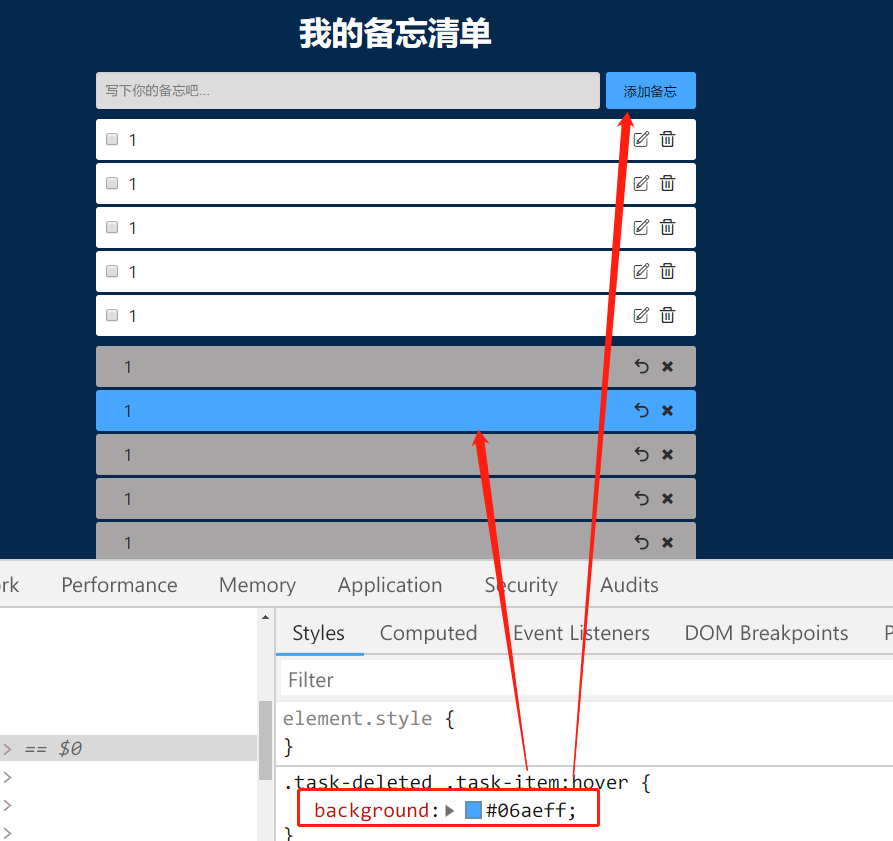 我的备忘清单
写下你的备忘吧...
添加备忘
1
1
1
1
1
1
1
1
1
1
rk Performance Memory Application Security Audits
Styles Computed Event Listeners DOM Breakpoints P
Filter
element.style {
}
== $0
.task-deleted .task-item:hover {
background: #06aeff;
}